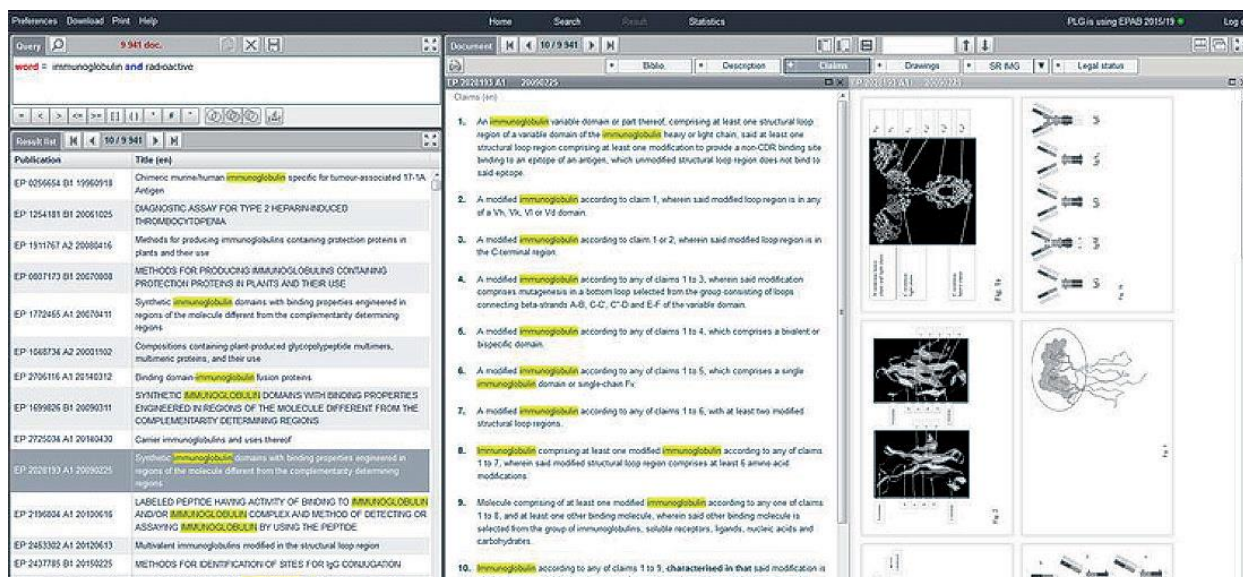 Preferences Download Print Help Home Search Result Statistics PLG is using EPAB 2015/19 Log
Query 9 941 doc.
word = immunoglobulin and radioactive
= < > <= >= [ ] ( )
Result list 10 / 9 941
Publication Title (en)
EP 0256654 B1 19960918 Chimeric murine/human immunoglobulin specific for tumour-associated 17-1A
Antigen
EP 1254181 B1 20061025 DIAGNOSTIC ASSAY FOR TYPE 2 HEPARIN-INDUCED
THROMBOCYTOPENIA
EP 1911767 A2 20080416 Methods for producing immunoglobulins containing protection proteins in
plants and their use
METHODS FOR PRODUCING IMMUNOGLOBULINS CONTAINING
PROTECTION PROTEINS IN PLANTS AND THEIR USE
EP 1772465 A1 20070411 Synthetic immunoglobulin domains with binding properties engineered in
regions of the molecule different from the complementarity determining
regions
EP 1068734 A2 20001102 Compositions containing plant-produced glycopolypeptide multimers,
multimeric proteins, and their use
EP 2706116 A1 20140312 Binding domain-immunoglobulin fusion proteins
EP 1699826 B1 20090311 SYNTHETIC IMMUNOGLOBULIN DOMAINS WITH BINDING PROPERTIES
ENGINEERED IN REGIONS OF THE MOLECULE DIFFERENT FROM THE
COMPLEMENTARITY DETERMINING REGIONS
EP 2725034 A1 20140430 Carrier immunoglobulins and uses thereof
EP 2028193 A1 20090225 Synthetic immunoglobulin domains with binding properties engineered in
regions of the molecule different from the complementarity determining
regions
EP 2196804 A1 20100616 LABELED PEPTIDE HAVING ACTIVITY OF BINDING TO IMMUNOGLOBULIN
AND/OR IMMUNOGLOBULIN COMPLEX AND METHOD OF DETECTING OR
ASSAYING IMMUNOGLOBULIN BY USING THE PEPTIDE
EP 2463302 A1 20120613 Multivalent immunoglobulins modified in the structural loop region
EP 2437785 B1 20150225 METHODS FOR IDENTIFICATION OF SITES FOR IgG CONJUGATION
Document 10 / 9 941
Biblio. Description Claims Drawings SR IMG Legal status
EP 2028193 A1 20090225 EP 2028193 A1 20090225
Claims (en)
1. An immunoglobulin variable domain or part thereof, comprising at least one structural loop
region of a variable domain of the immunoglobulin heavy or light chain, said at least one
structural loop region comprising at least one modification to provide a non-CDR binding site
binding to an epitope of an antigen, which unmodified structural loop region does not bind to
said epitope.
2. A modified immunoglobulin according to claim 1, wherein said modified loop region is in any
of a Vh, Vk, Vl or Vd domain.
3. A modified immunoglobulin according to claim 1 or 2, wherein said modified loop region is in
the C-terminal region.
4. A modified immunoglobulin according to any of claims 1 to 3, wherein said modification
comprises mutagenesis in a bottom loop selected from the group consisting of loops
connecting beta-strands A-B, C-C', C"-D and E-F of the variable domain.
5. A modified immunoglobulin according to any of claims 1 to 4, which comprises a bivalent or
bispecific domain.
6. A modified immunoglobulin according to any of claims 1 to 5, which comprises a single
immunoglobulin domain or single-chain Fv.
7. A modified immunoglobulin according to any of claims 1 to 6, with at least two modified
structural loop regions.
8. Immunoglobulin comprising at least one modified immunoglobulin according to any of claims
1 to 7, wherein said modified structural loop region comprises at least 6 amino acid
modifications.
9. Molecule comprising of at least one modified immunoglobulin according to any one of claims
1 to 8, and at least one other binding molecule, wherein said other binding molecule is
selected from the group of immunoglobulins, soluble receptors, ligands, nucleic acids and
carbohydrates.
10. Immunoglobulin according to any of claims 1 to 9, characterised in that said modification is